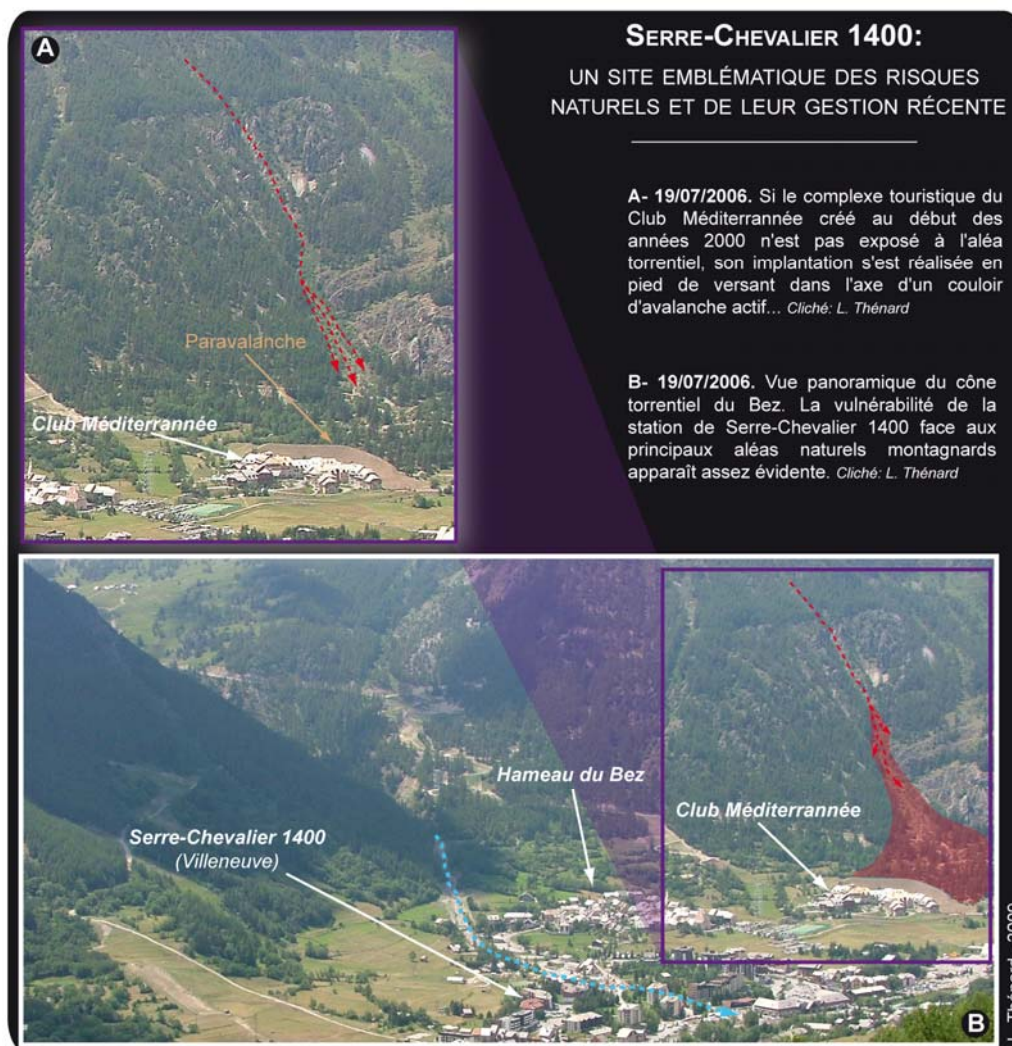 A
SERRE-CHEVALIER 1400:
UN SITE EMBLÉMATIQUE DES RISQUES
NATURELS ET DE LEUR GESTION RÉCENTE
A- 19/07/2006. Si le complexe touristique du
Club Méditerrannée créé au début des
années 2000 n'est pas exposé à l'aléa
torrentiel, son implantation s'est réalisée en
pied de versant dans l'axe d'un couloir
d'avalanche actif... Cliché: L. Thénard
B- 19/07/2006. Vue panoramique du cône
torrentiel du Bez. La vulnérabilité de la
station de Serre-Chevalier 1400 face aux
principaux aléas naturels montagnards
apparaît assez évidente. Cliché: L. Thénard
Paravalanche
Club Méditerrannée
Hameau du Bez
Club Méditerrannée
Serre-Chevalier 1400
(Villeneuve)
B
L. Thénard